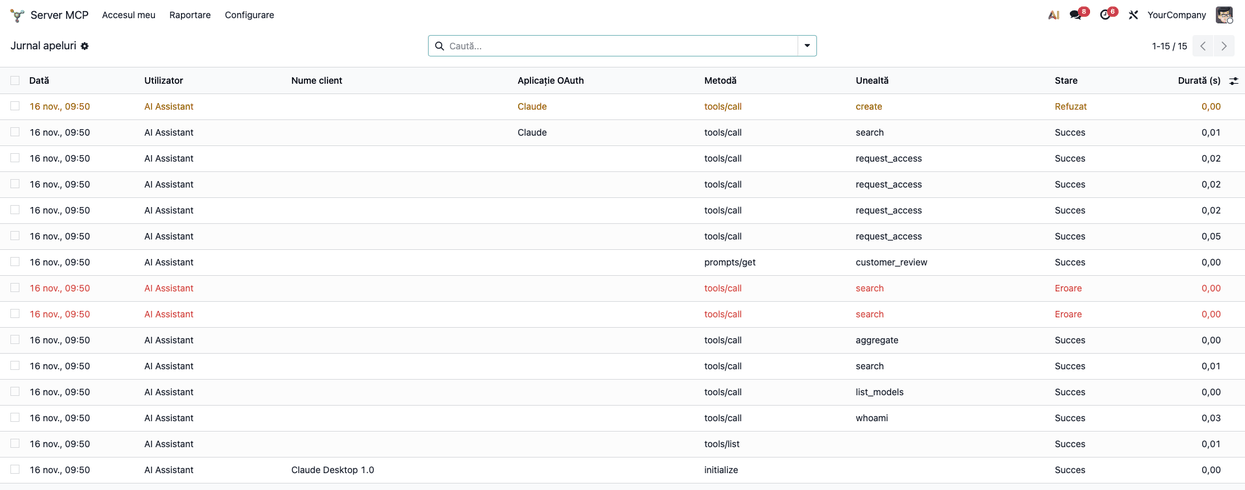 Server MCP Accesul meu Raportare Configurare AI 8 6 YourCompany
Jurnal apeluri Caută... 1-15 / 15
Dată Utilizator Nume client Aplicație OAuth Metodă Unealtă Stare Durată (s)
16 nov., 09:50 AI Assistant Claude tools/call create Refuzat 0,00
16 nov., 09:50 AI Assistant Claude tools/call search Succes 0,01
16 nov., 09:50 AI Assistant tools/call request_access Succes 0,02
16 nov., 09:50 AI Assistant tools/call request_access Succes 0,02
16 nov., 09:50 AI Assistant tools/call request_access Succes 0,02
16 nov., 09:50 AI Assistant tools/call request_access Succes 0,05
16 nov., 09:50 AI Assistant prompts/get customer_review Succes 0,00
16 nov., 09:50 AI Assistant tools/call search Eroare 0,00
16 nov., 09:50 AI Assistant tools/call search Eroare 0,00
16 nov., 09:50 AI Assistant tools/call aggregate Succes 0,00
16 nov., 09:50 AI Assistant tools/call search Succes 0,01
16 nov., 09:50 AI Assistant tools/call list_models Succes 0,00
16 nov., 09:50 AI Assistant tools/call whoami Succes 0,03
16 nov., 09:50 AI Assistant tools/list Succes 0,01
16 nov., 09:50 AI Assistant Claude Desktop 1.0 initialize Succes 0,00